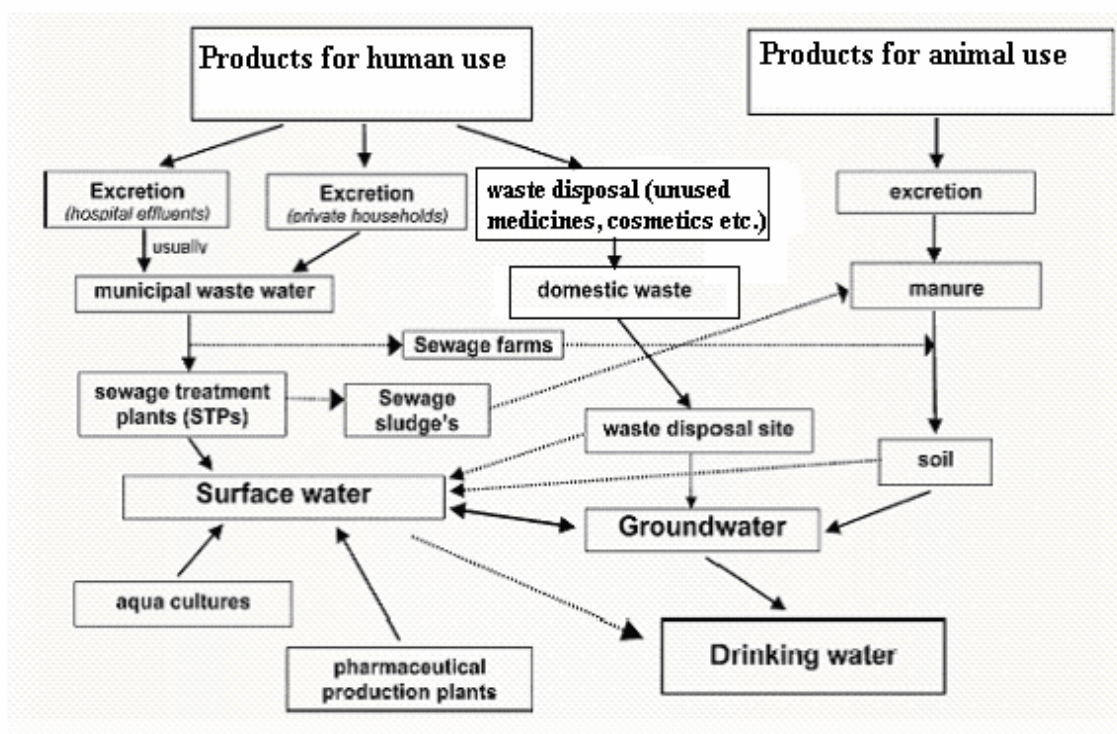 Products for human use
Products for animal use
Excretion
(hospital effluents)
Excretion
(private households)
waste disposal (unused
medicines, cosmetics etc.)
excretion
usually
municipal waste water
domestic waste
manure
Sewage farms
sewage treatment
plants (STPs)
Sewage
sludge's
waste disposal site
soil
Surface water
Groundwater
aqua cultures
Drinking water
pharmaceutical
production plants